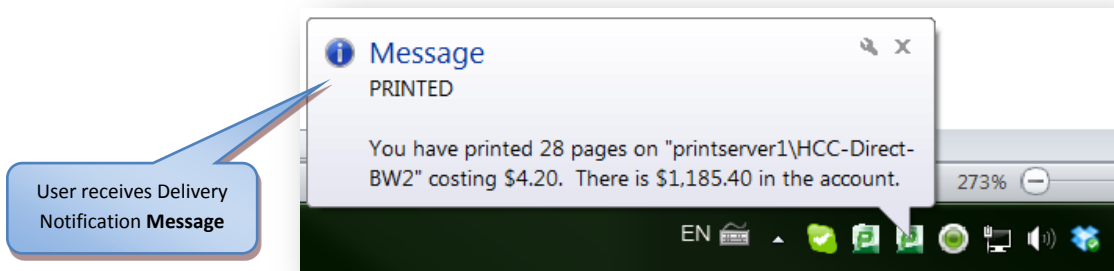 Message
PRINTED
You have printed 28 pages on "printserver1\HCC-Direct-
BW2" costing $4.20. There is $1,185.40 in the account.
User receives Delivery
Notification Message
273%
EN